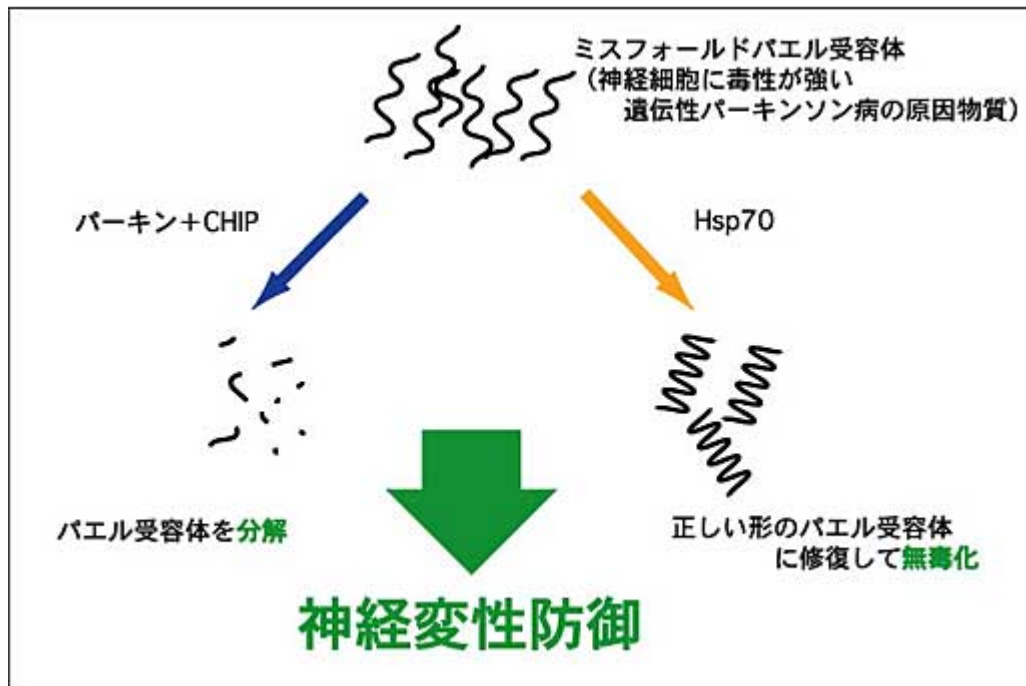 ミスフォールドパエル受容体
(神経細胞に毒性が強い
遺伝性パーキンソン病の原因物質)
パーキン+CHIP
Hsp70
パエル受容体を分解
正しい形のパエル受容体
に修復して無毒化
神経変性防御